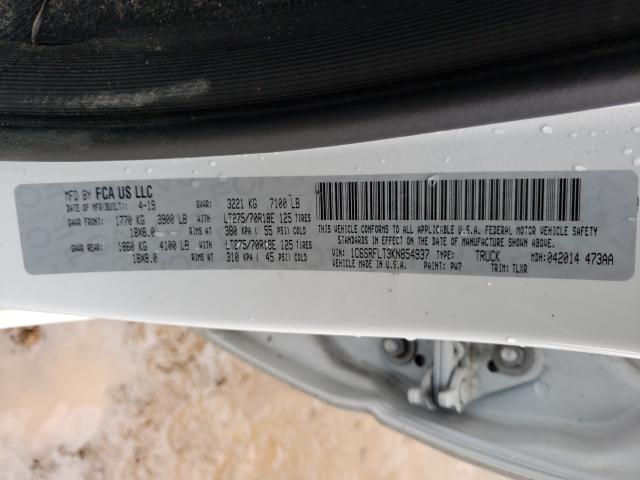 MFD BY FCA US LLC
DATE OF MFR(BUILT): 4-19 GVWR: 3221 KG 7100 LB
GAWR FRONT: 1770 KG 3900 LB WITH LT275/70R18E 125 TIRES
18X8.0 RIMS AT 380 KPA ( 55 PSI) COLD
GAWR REAR: 1860 KG 4100 LB WITH LT275/70R18E 125 TIRES
18X8.0 RIMS AT 310 KPA ( 45 PSI) COLD
THIS VEHICLE CONFORMS TO ALL APPLICABLE U.S.A. FEDERAL MOTOR VEHICLE SAFETY
STANDARDS IN EFFECT ON THE DATE OF MANUFACTURE SHOWN ABOVE.
VIN: 1C6SRFLT3KN854937 TYPE: TRUCK MDH: 042014 473AA
VEHICLE MADE IN U.S.A. PAINT: PW7 TRIM: TLXR